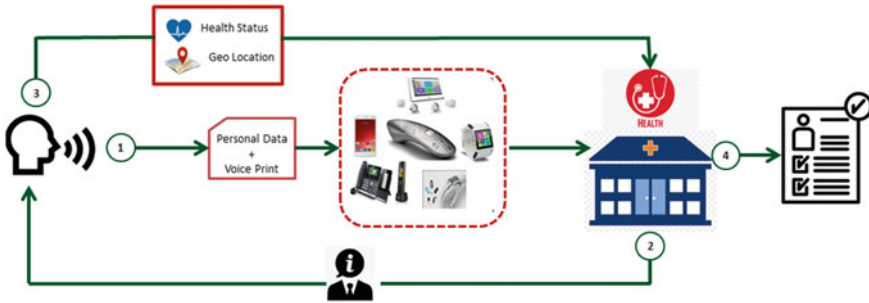 Health Status
Geo Location
3
1
Personal Data
+
Voice Print
HEALTH
4
2
i